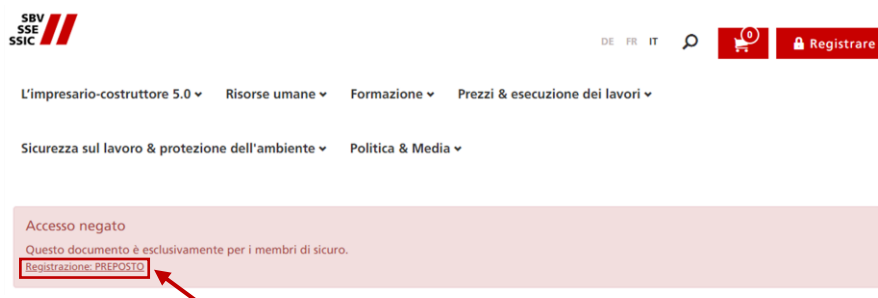 SBV
SSE
SSIC
DE FR IT
0
Registrare
L'impresario-costruttore 5.0
Risorse umane
Formazione
Prezzi & esecuzione dei lavori
Sicurezza sul lavoro & protezione dell'ambiente
Politica & Media
Accesso negato
Questo documento è esclusivamente per i membri di sicuro.
Registrazione: PREPOSTO